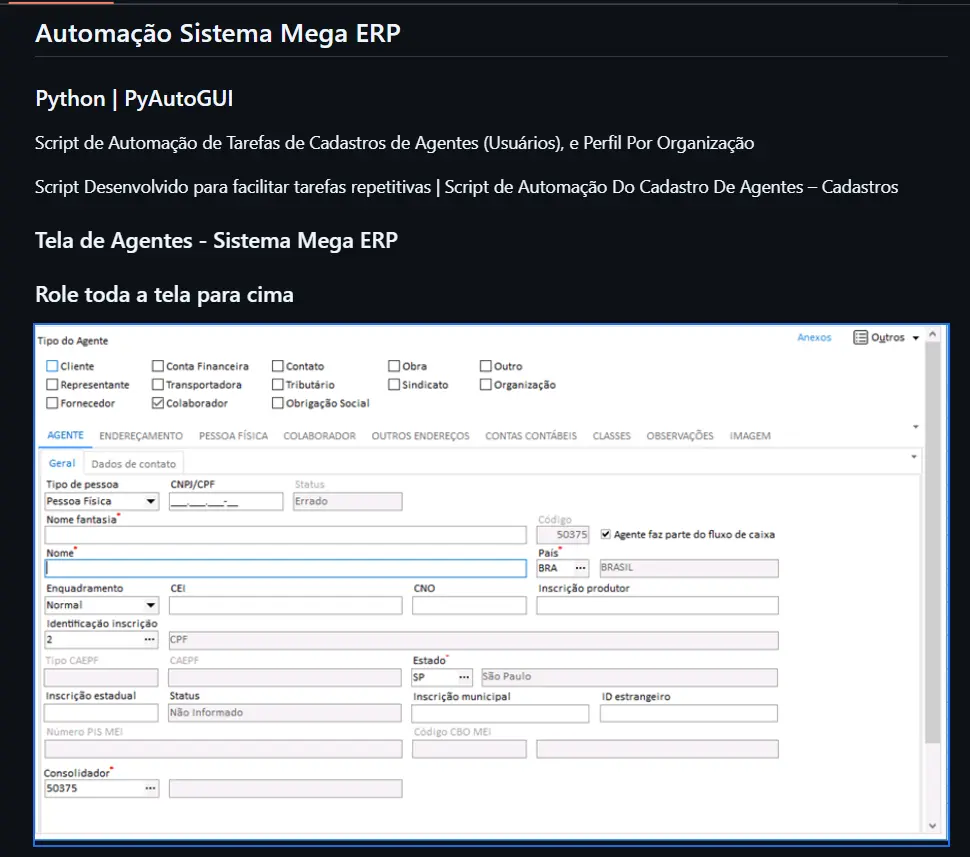 Automação Sistema Mega ERP
Python | PyAutoGUI
Script de Automação de Tarefas de Cadastros de Agentes (Usuários), e Perfil Por Organização
Script Desenvolvido para facilitar tarefas repetitivas | Script de Automação Do Cadastro De Agentes – Cadastros
Tela de Agentes - Sistema Mega ERP
Role toda a tela para cima
Tipo do Agente Anexos Outros
Cliente Conta Financeira Contato Obra Outro
Representante Transportadora Tributário Sindicato Organização
Fornecedor Colaborador Obrigação Social
AGENTE ENDEREÇAMENTO PESSOA FÍSICA COLABORADOR OUTROS ENDEREÇOS CONTAS CONTÁBEIS CLASSES OBSERVAÇÕES IMAGEM
Geral Dados de contato
Tipo de pessoa CNPJ/CPF Status
Pessoa Física ___.___.___-__ Errado
Nome fantasia* Código
50375 Agente faz parte do fluxo de caixa
Nome* País*
BRA ... BRASIL
Enquadramento CEI CNO Inscrição produtor
Normal
Identificação inscrição
2 ... CPF
Tipo CAEPF CAEPF Estado*
SP ... São Paulo
Inscrição estadual Status Inscrição municipal ID estrangeiro
Não Informado
Número PIS MEI Código CBO MEI
Consolidador*
50375 ...